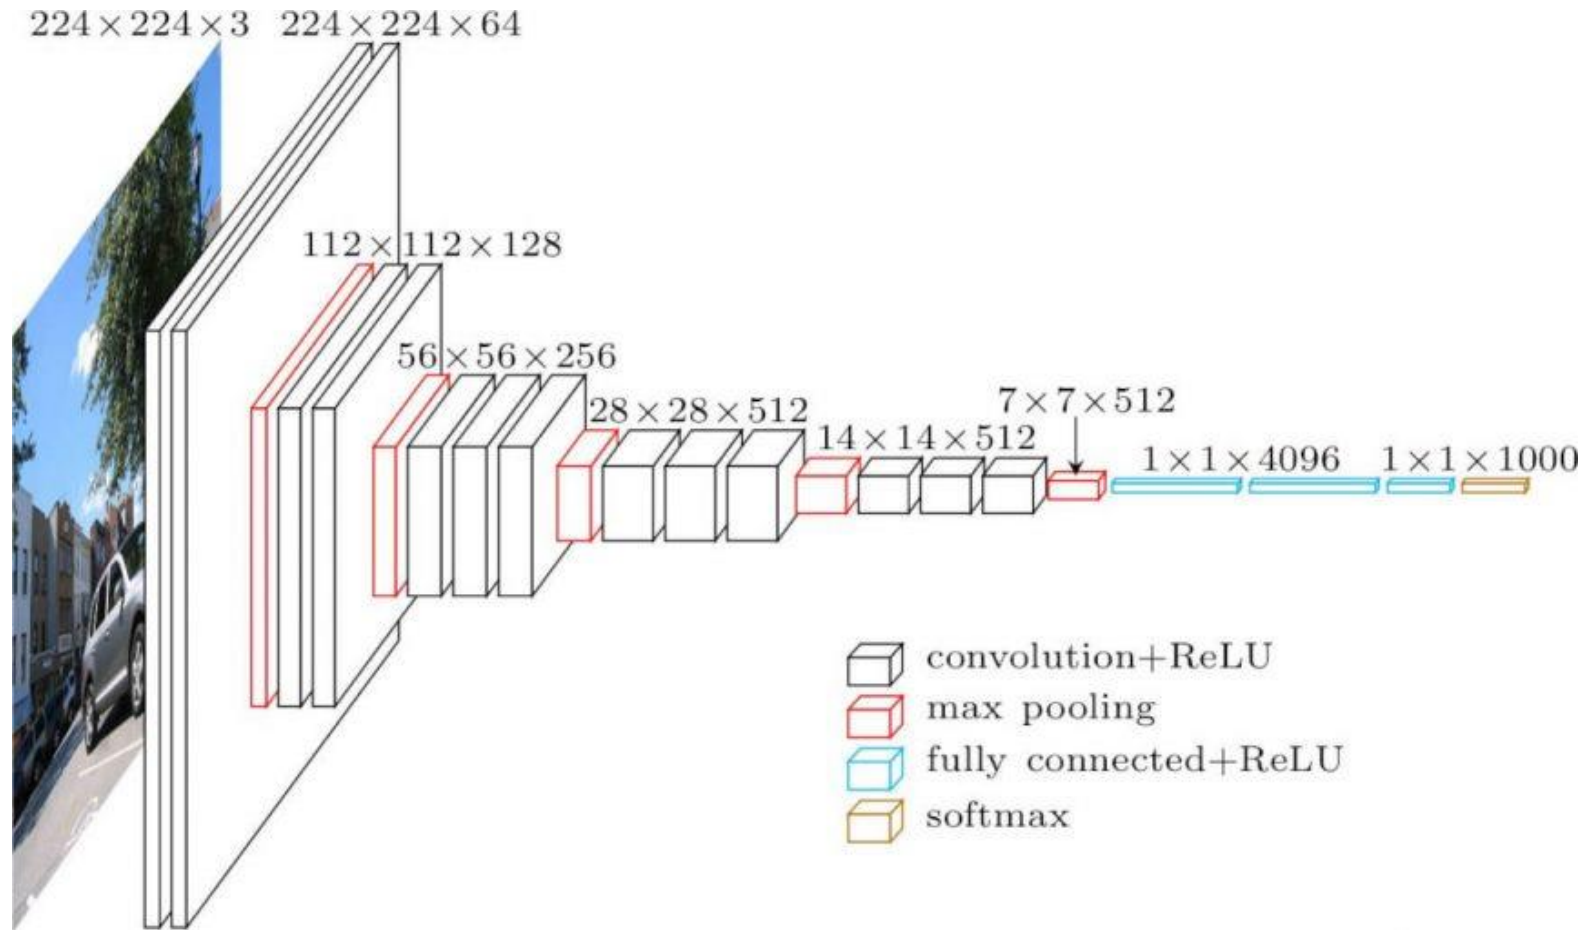 224×224×3
224×224×64
112×112×128
56×56×256
28×28×512
14×14×512
7×7×512
1×1×4096
1×1×1000
convolution+ReLU
max pooling
fully connected+ReLU
softmax